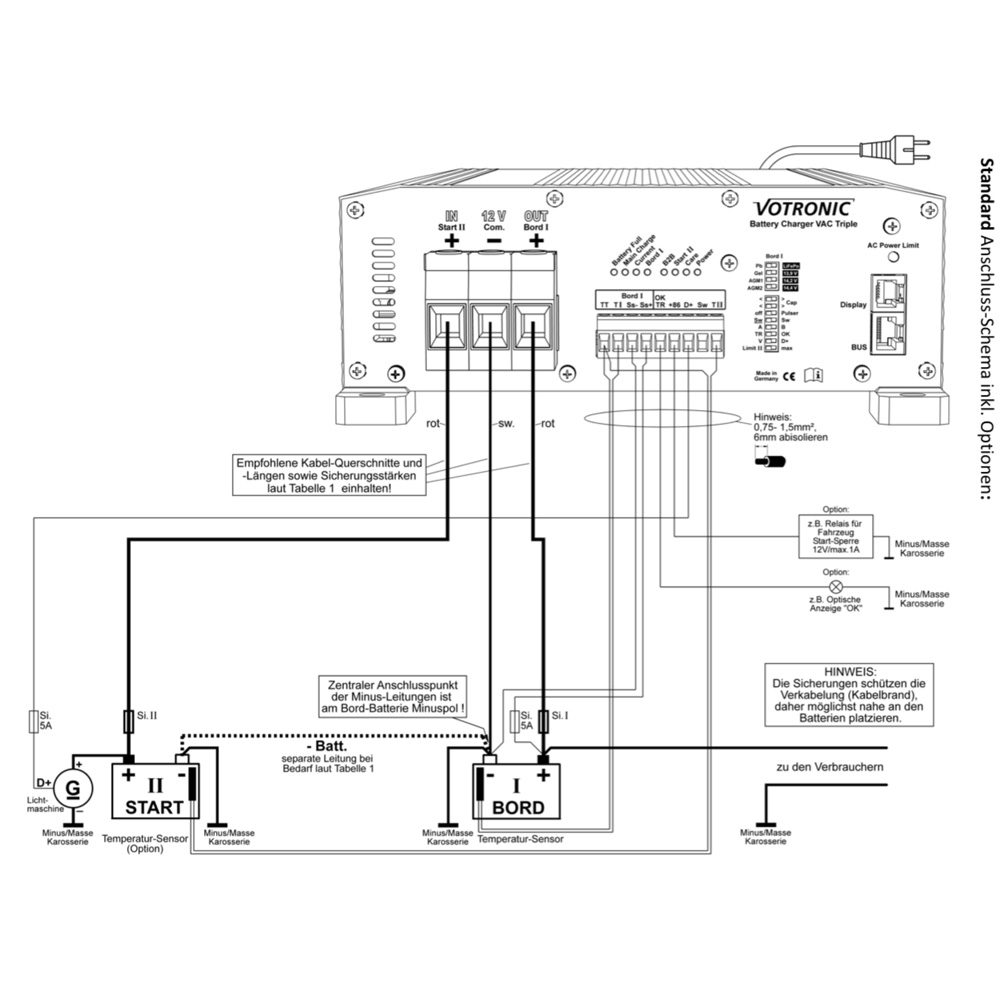 Standard Anschluss-Schema inkl. Optionen:
IN
Start II
+
12 V
Com.
−
OUT
Bord I
+
VOTRONIC
Battery Charger VAC Triple
AC Power Limit
Battery Full
Main Charge
Current
Bord I
B2B
Start II
Care
Power
Bord I
Pb LiFePo
Gel 13,9 V
AGM1 14,2 V
AGM2 14,4 V
Cap
off Pulser
Sw Sw
A B
TR OK
V D+
Limit II max
Bord I OK
TT TI Ss- Ss+ TR +86 D+ Sw TII
Display
BUS
Made in
Germany CE
rot
sw.
rot
Hinweis:
0,75- 1,5mm²,
6mm abisolieren
Empfohlene Kabel-Querschnitte und
-Längen sowie Sicherungsstärken
laut Tabelle 1 einhalten!
Option:
z.B. Relais für
Fahrzeug
Start-Sperre
12V/max.1A
Minus/Masse
Karosserie
Option:
z.B. Optische
Anzeige "OK"
Minus/Masse
Karosserie
HINWEIS:
Die Sicherungen schützen die
Verkabelung (Kabelbrand),
daher möglichst nahe an den
Batterien platzieren.
Zentraler Anschlusspunkt
der Minus-Leitungen ist
am Bord-Batterie Minuspol !
Si.
5A
Si. II
Si.
5A
Si. I
- Batt.
separate Leitung bei
Bedarf laut Tabelle 1
zu den Verbrauchern
D+
+
G
−
Licht-
maschine
+ II -
START
- I +
BORD
Minus/Masse
Karosserie
Temperatur-Sensor
(Option)
Minus/Masse
Karosserie
Minus/Masse
Karosserie
Temperatur-Sensor
Minus/Masse
Karosserie